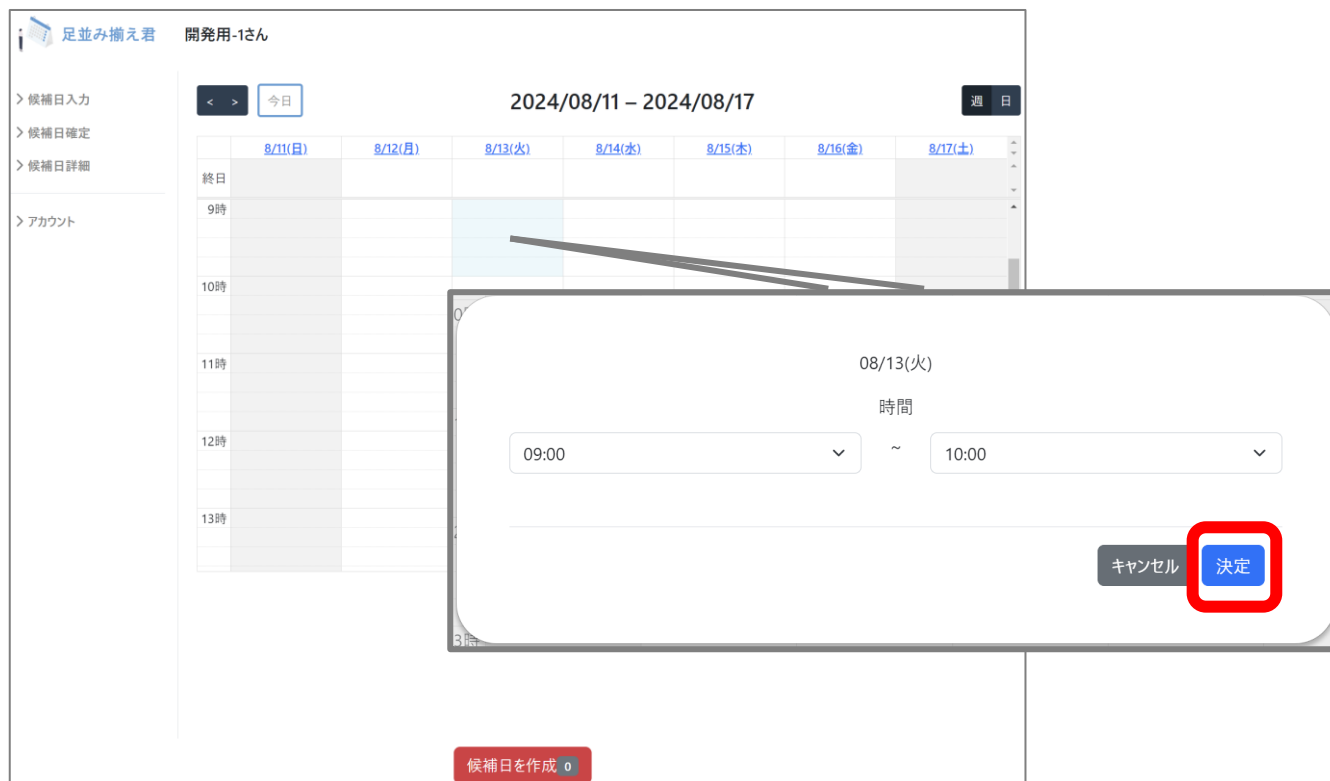 足並み揃え君 開発用-1さん
候補日入力
候補日確定
候補日詳細
アカウント
< > 今日 2024/08/11 – 2024/08/17 週 日
8/11(日) 8/12(月) 8/13(火) 8/14(水) 8/15(木) 8/16(金) 8/17(土)
終日
9時
10時
11時
12時
13時
08/13(火)
時間
09:00 ~ 10:00
キャンセル 決定
3時
候補日を作成 0